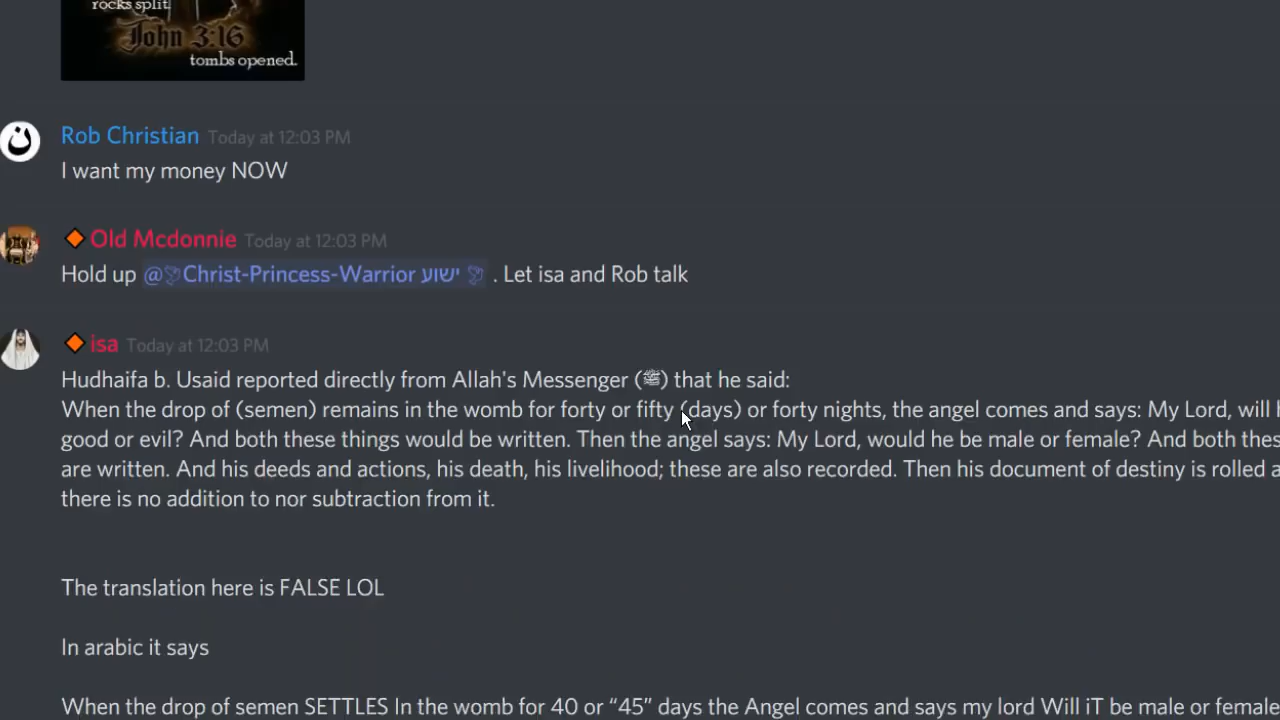 rocks split.
John 3:16
tombs opened.
ن
Rob Christian Today at 12:03 PM
I want my money NOW
Old Mcdonnie Today at 12:03 PM
Hold up @🕊Christ-Princess-Warrior ישוע 🕊 . Let isa and Rob talk
isa Today at 12:03 PM
Hudhaifa b. Usaid reported directly from Allah's Messenger (ﷺ) that he said:
When the drop of (semen) remains in the womb for forty or fifty (days) or forty nights, the angel comes and says: My Lord, will
good or evil? And both these things would be written. Then the angel says: My Lord, would he be male or female? And both
are written. And his deeds and actions, his death, his livelihood; these are also recorded. Then his document of destiny is rolled
there is no addition to nor subtraction from it.
The translation here is FALSE LOL
In arabic it says
When the drop of semen SETTLES In the womb for 40 or “45” days the Angel comes and says my lord Will iT be male or female